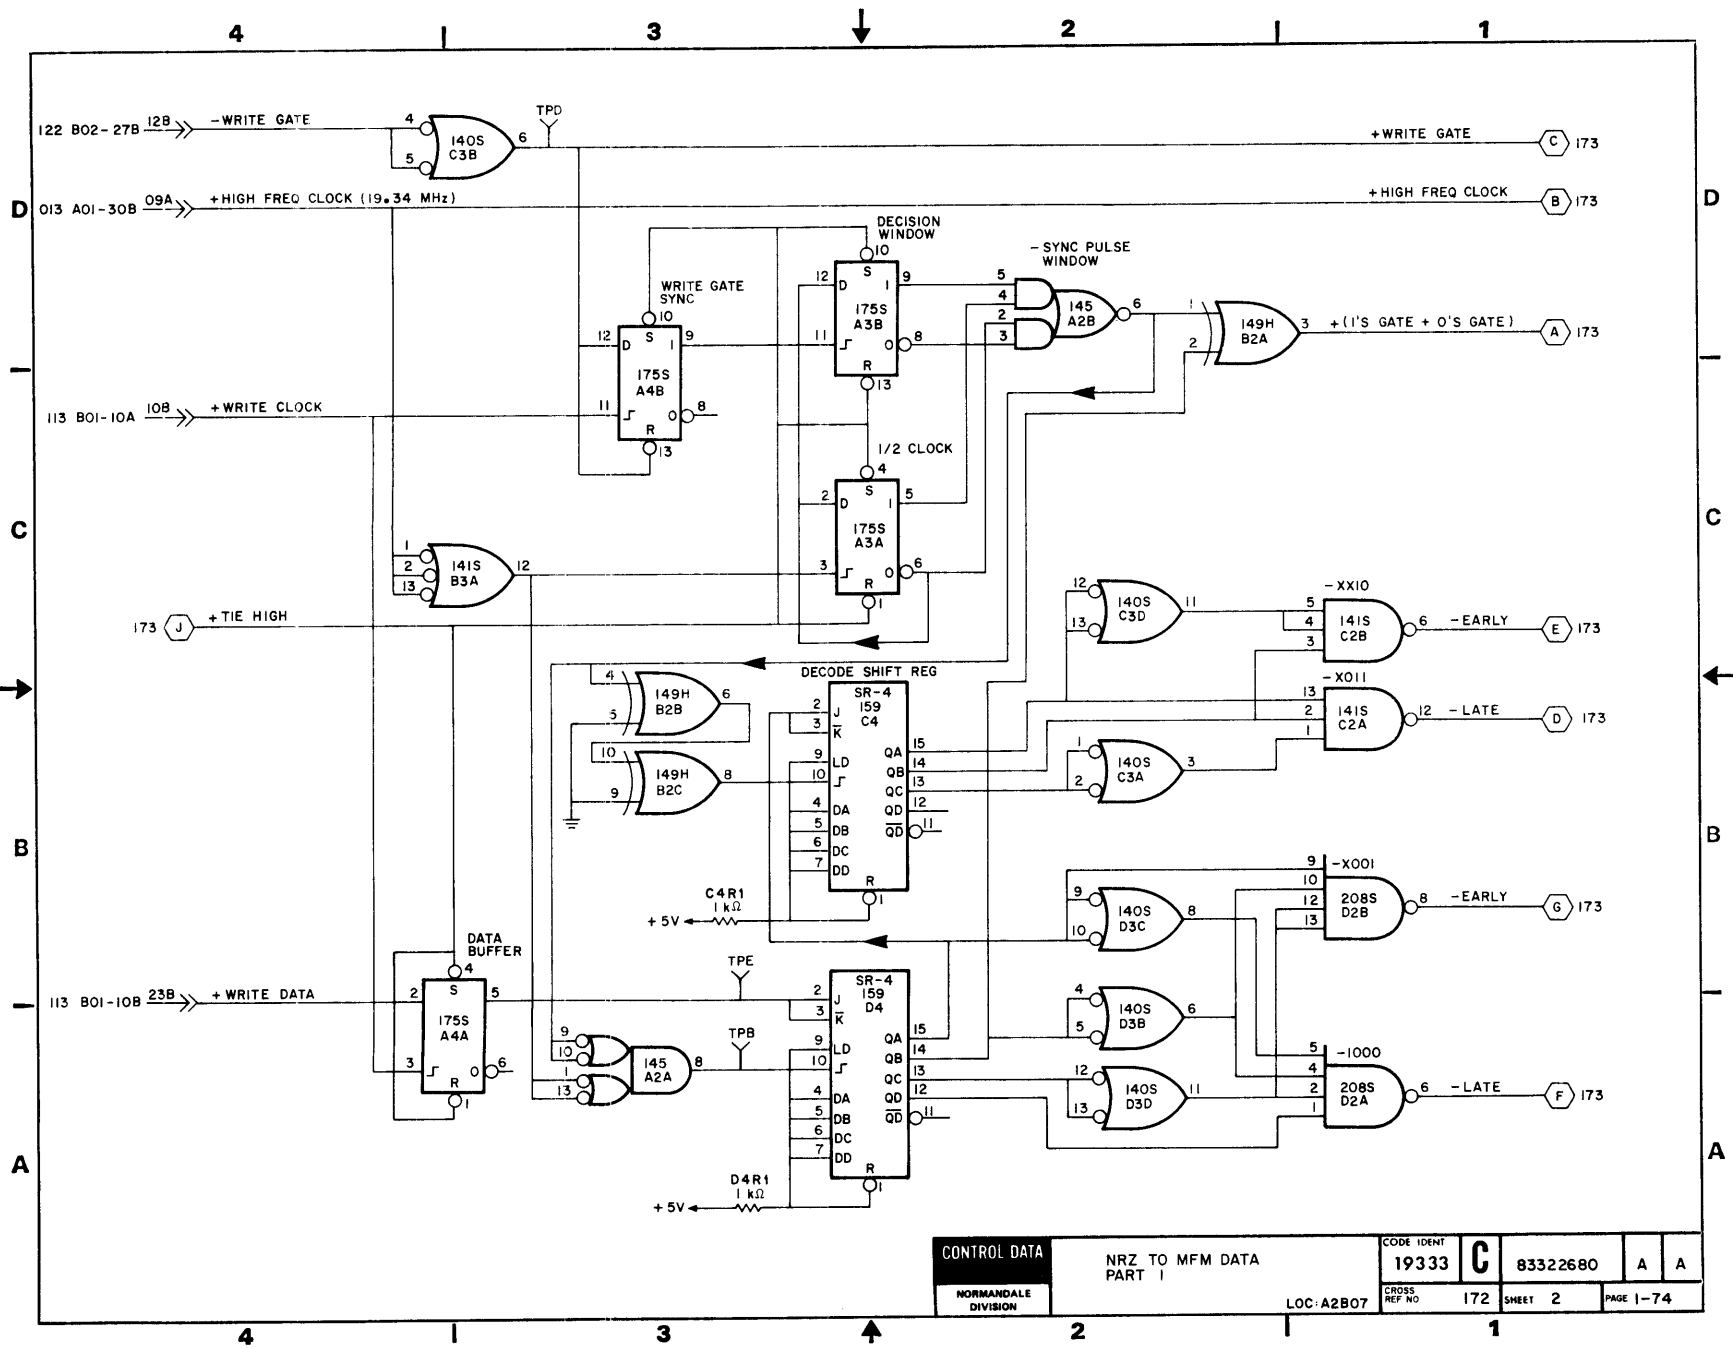 4 3 2 1
122 B02-27B 12B -WRITE GATE
4 5 140S C3B 6 TPD
+WRITE GATE C 173
D 013 A01-30B 09A +HIGH FREQ CLOCK (19.34 MHz)
+HIGH FREQ CLOCK B 173 D
DECISION WINDOW
10 S 12 D 1 9 175S A3B 11 0 8 R 13
-SYNC PULSE WINDOW
5 4 2 3 145 A2B 6
1 2 149H B2A 3 +(1'S GATE + 0'S GATE) A 173
WRITE GATE SYNC
10 S 12 D 1 9 175S A4B 11 0 8 R 13
113 B01-10A 10B +WRITE CLOCK
1/2 CLOCK
4 S 2 D 1 5 175S A3A 3 0 6 R 1
C C
1 2 13 141S B3A 12
173 J +TIE HIGH
12 13 140S C3D 11
-XX10
5 4 3 141S C2B 6 -EARLY E 173
-X011
13 2 1 141S C2A 12 -LATE D 173
4 5 149H B2B 6
10 9 149H B2C 8
DECODE SHIFT REG
SR-4
159
C4
2 J
3 K
9 LD
10
4 DA
5 DB
6 DC
7 DD
QA 15
QB 14
QC 13
QD 12
QD 11
R 1
1 2 140S C3A 3
B B
C4R1
1 kΩ
+5V
9 10 140S D3C 8
-X001
9 10 12 13 208S D2B 8 -EARLY G 173
DATA BUFFER
4 S 2 5 175S A4A 3 0 6 R 1
113 B01-10B 23B +WRITE DATA
TPE
TPB
9 10 1 13 145 A2A 8
SR-4
159
D4
2 J
3 K
9 LD
10
4 DA
5 DB
6 DC
7 DD
QA 15
QB 14
QC 13
QD 12
QD 11
R 1
4 5 140S D3B 6
12 13 140S D3D 11
-1000
5 4 2 1 208S D2A 6 -LATE F 173
A A
D4R1
1 kΩ
+5V
CONTROL DATA
NORMANDALE DIVISION
NRZ TO MFM DATA
PART 1
LOC:A2B07
CODE IDENT
19333
C
83322680
A A
CROSS REF NO 172
SHEET 2
PAGE 1-74
4 3 2 1